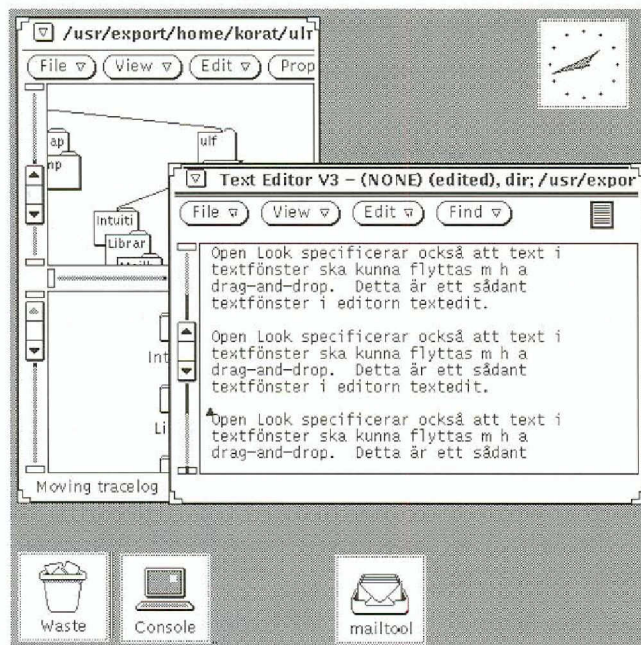 /usr/export/home/korat/ulf
File View Edit Prop
ap
mp
ulf
Intuiti
Librar
Int
Li
Moving tracelog
Text Editor V3 – (NONE) (edited), dir; /usr/expor
File View Edit Find
Open Look specificerar också att text i
textfönster ska kunna flyttas m h a
drag-and-drop.  Detta är ett sådant
textfönster i editorn textedit.
Open Look specificerar också att text i
textfönster ska kunna flyttas m h a
drag-and-drop.  Detta är ett sådant
textfönster i editorn textedit.
Open Look specificerar också att text i
textfönster ska kunna flyttas m h a
drag-and-drop.  Detta är ett sådant
Waste
Console
mailtool